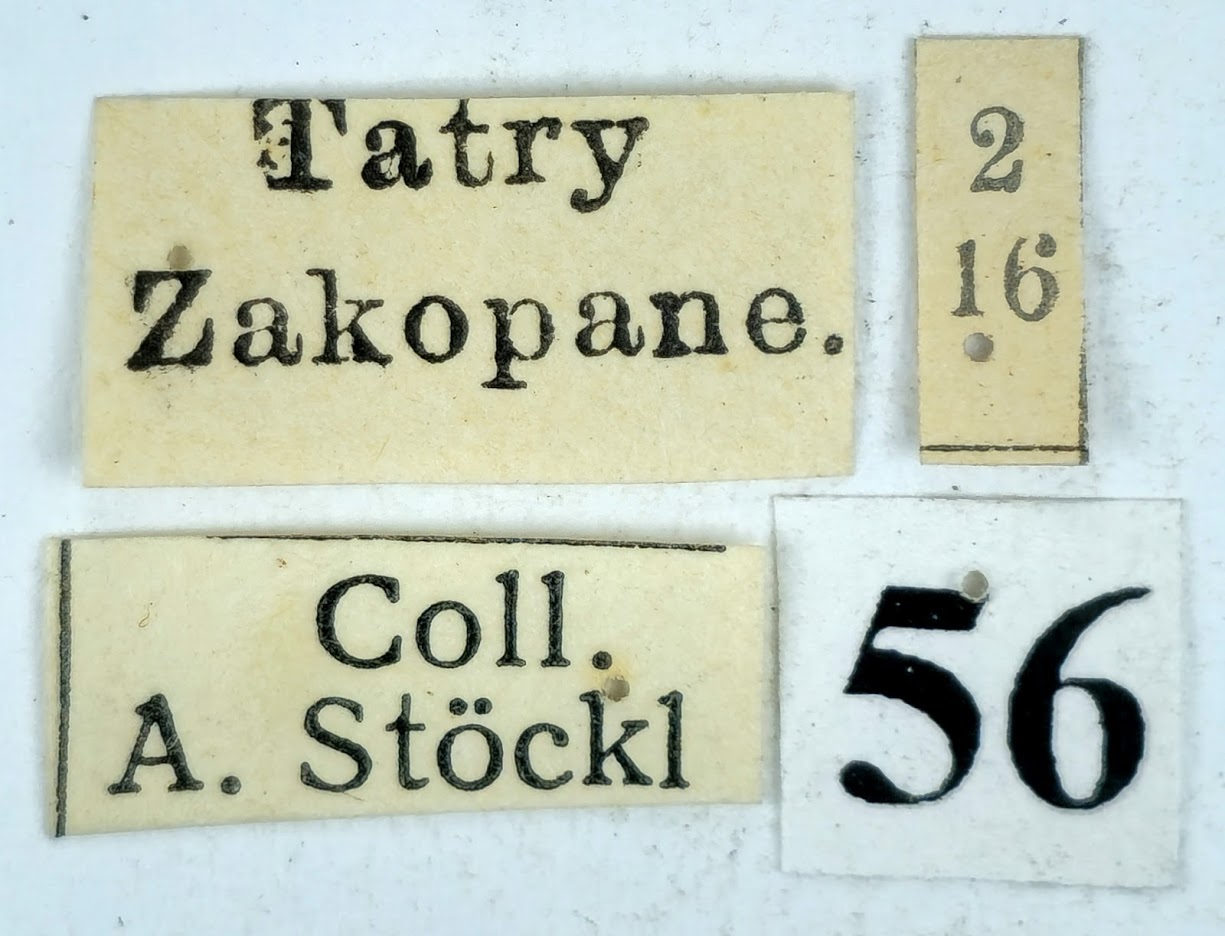 Tatry
Zakopane.
2
16
Coll.
A. Stöckl
56